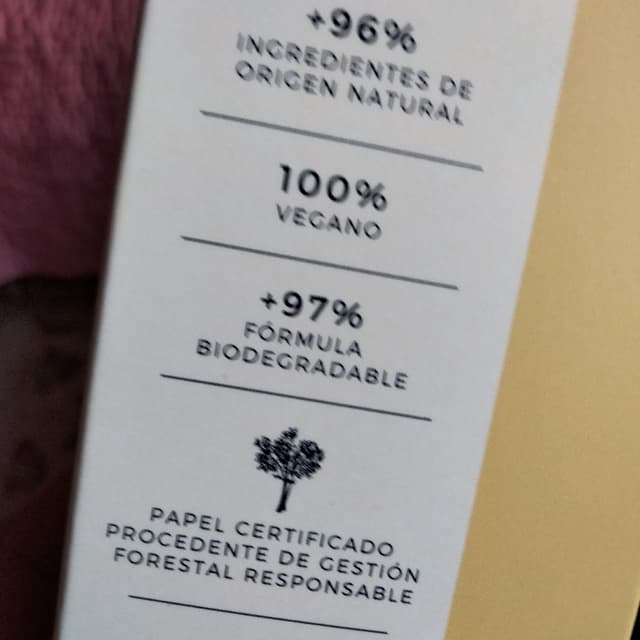 +96%
INGREDIENTES DE
ORIGEN NATURAL
100%
VEGANO
+97%
FÓRMULA
BIODEGRADABLE
PAPEL CERTIFICADO
PROCEDENTE DE GESTIÓN
FORESTAL RESPONSABLE